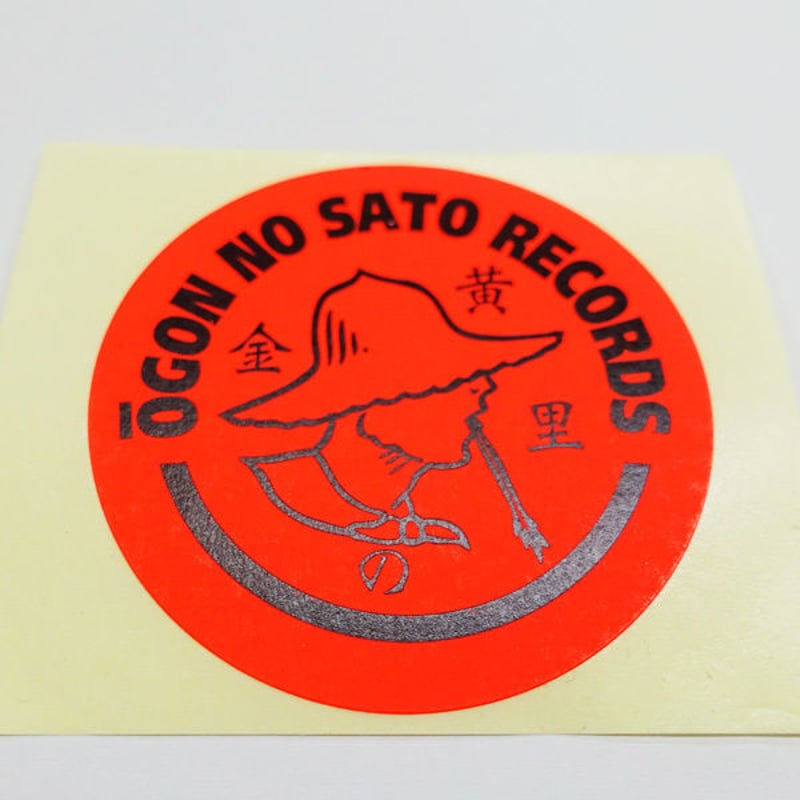 ŌGON NO SATO RECORDS
黄
金
の
里